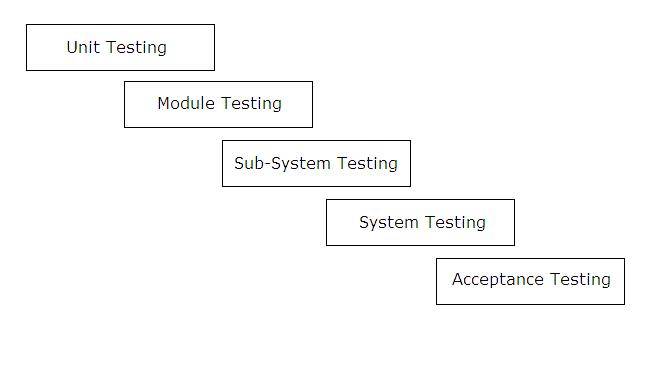 Unit Testing
Module Testing
Sub-System Testing
System Testing
Acceptance Testing